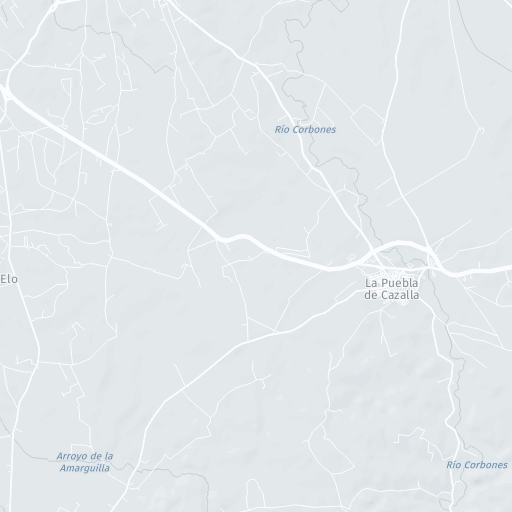 Río Corbones
Elo
La Puebla
de Cazalla
Arroyo de la
Amarguilla
Río Corbones